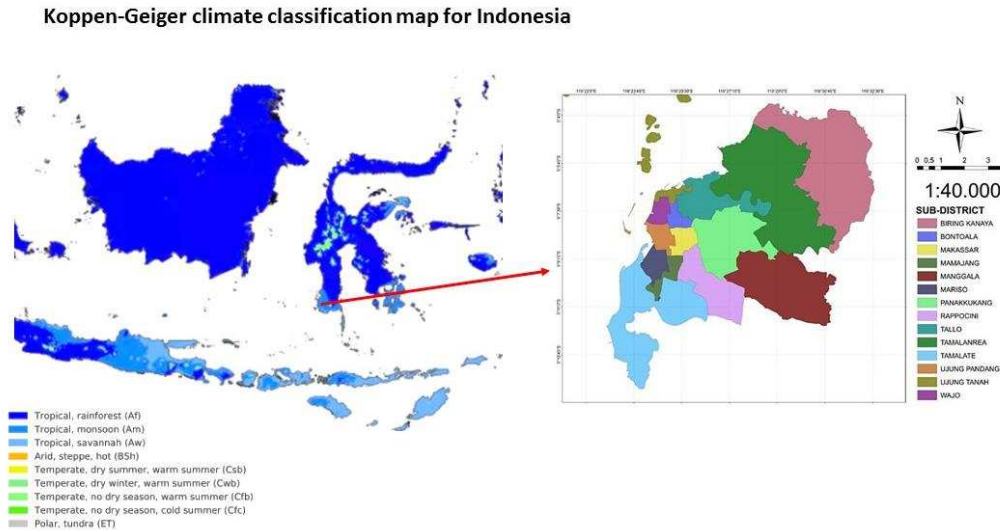 Koppen-Geiger climate classification map for Indonesia
N
0 0.5 1 2 3
1:40.000
SUB-DISTRICT
BIRING KANAYA
BONTOALA
MAKASSAR
MAMAJANG
MANGGALA
MARISO
PANAKKUKANG
RAPPOCINI
TALLO
TAMALANREA
TAMALATE
UJUNG PANDANG
UJUNG TANAH
WAJO
Tropical, rainforest (Af)
Tropical, monsoon (Am)
Tropical, savannah (Aw)
Arid, steppe, hot (BSh)
Temperate, dry summer, warm summer (Csb)
Temperate, dry winter, warm summer (Cwb)
Temperate, no dry season, warm summer (Cfb)
Temperate, no dry season, cold summer (Cfc)
Polar, tundra (ET)